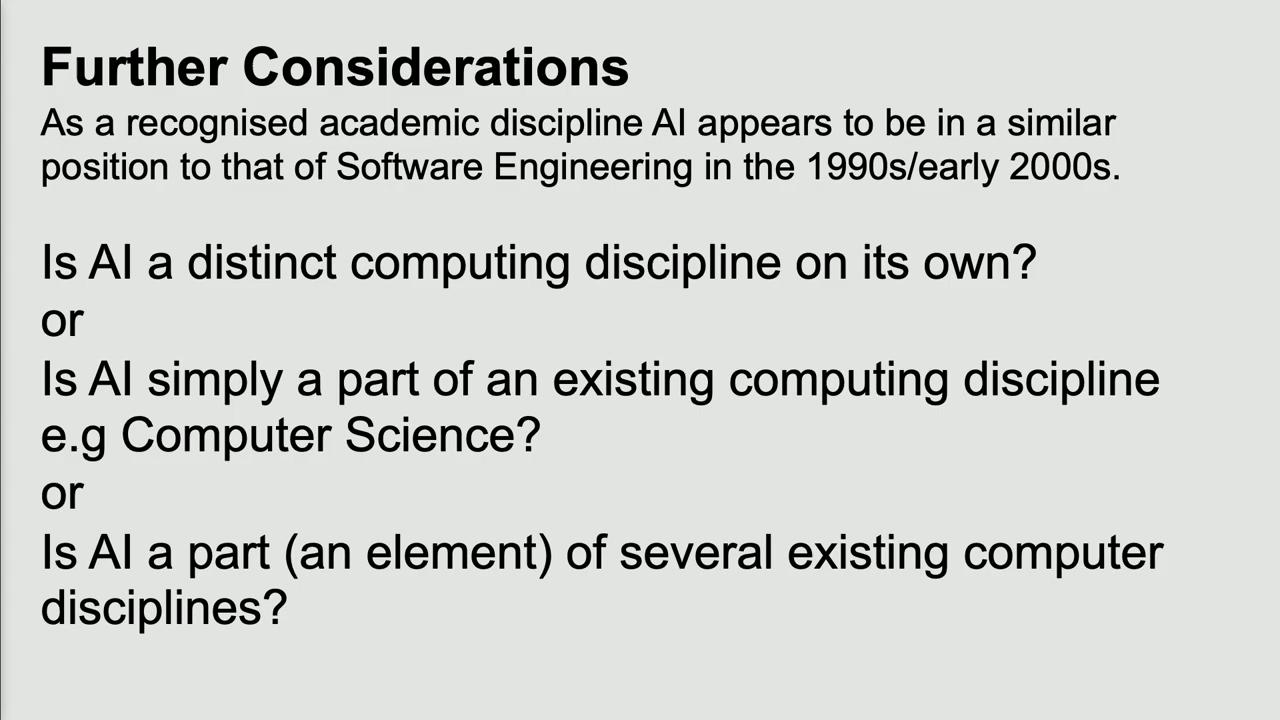 Further Considerations
As a recognised academic discipline AI appears to be in a similar
position to that of Software Engineering in the 1990s/early 2000s.
Is AI a distinct computing discipline on its own?
or
Is AI simply a part of an existing computing discipline
e.g Computer Science?
or
Is AI a part (an element) of several existing computer
disciplines?